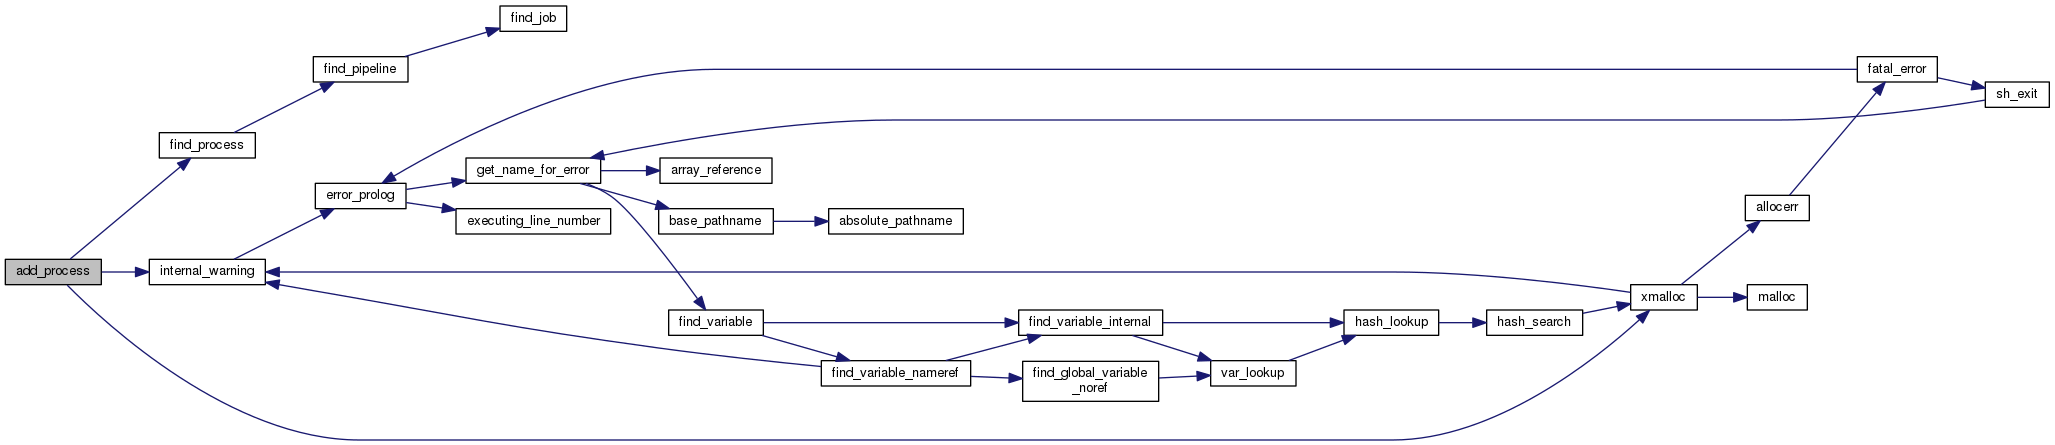 find_job
find_pipeline
fatal_error
sh_exit
find_process
get_name_for_error
array_reference
error_prolog
allocerr
executing_line_number
base_pathname
absolute_pathname
add_process
internal_warning
xmalloc
malloc
find_variable
find_variable_internal
hash_lookup
hash_search
find_variable_nameref
find_global_variable
_noref
var_lookup